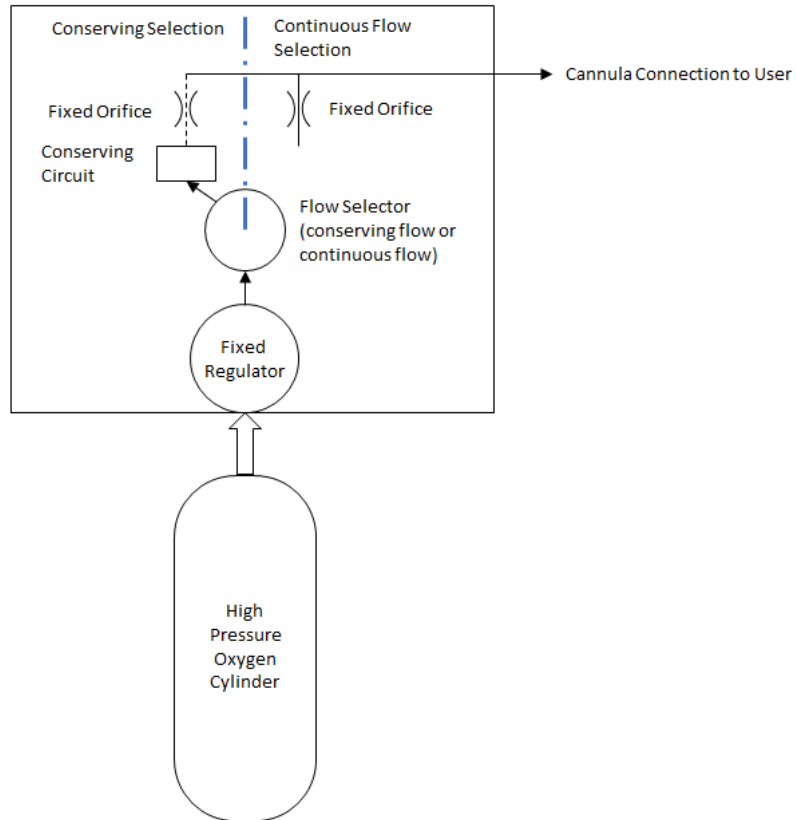 Conserving Selection
Continuous Flow
Selection
Cannula Connection to User
Fixed Orifice
Fixed Orifice
Conserving
Circuit
Flow Selector
(conserving flow or
continuous flow)
Fixed
Regulator
High
Pressure
Oxygen
Cylinder